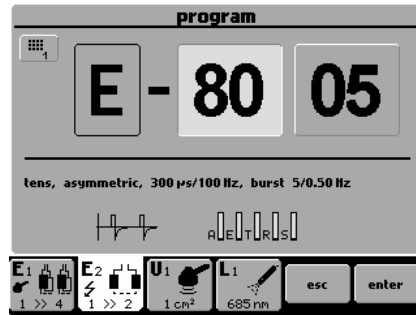 program
1
E - 80 05
tens, asymmetric, 300 µs/100 Hz, burst 5/0.50 Hz
A E T R S
E1 E2 U1 L1
1 >> 4 1 >> 2 1 cm² 685 nm esc enter